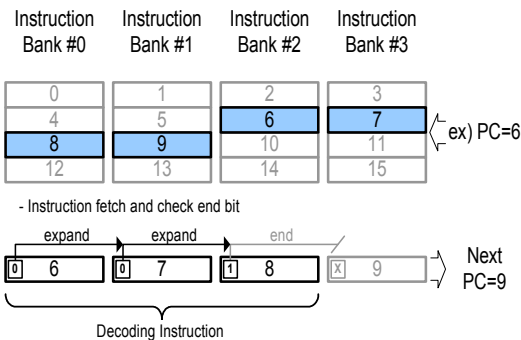 Instruction Bank #0
Instruction Bank #1
Instruction Bank #2
Instruction Bank #3
0 1 2 3
4 5 6 7
8 9 10 11
12 13 14 15
ex) PC=6
- Instruction fetch and check end bit
expand expand end
0 6 0 7 1 8 X 9
Next
PC=9
Decoding Instruction